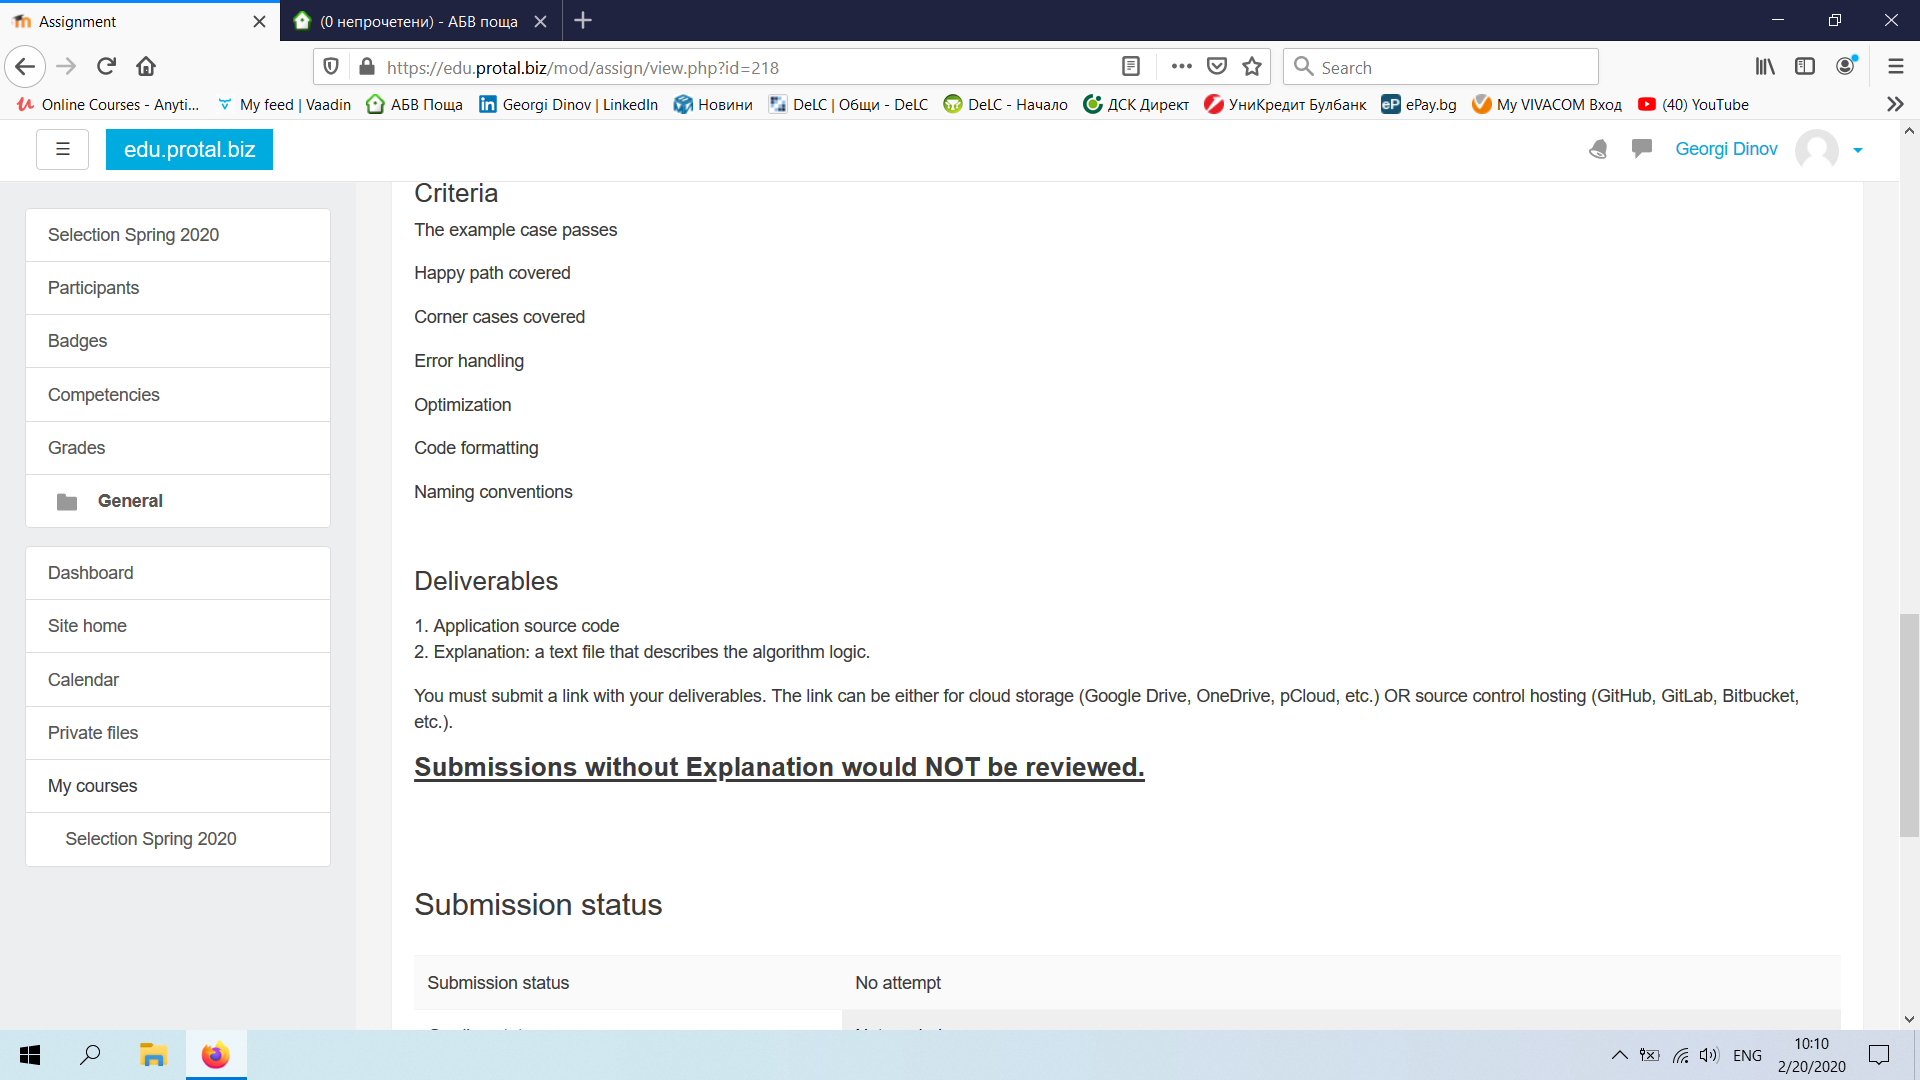 Assignment
(0 непрочетени) - АБВ поща
https://edu.protal.biz/mod/assign/view.php?id=218
Search
Online Courses - Anyti...
My feed | Vaadin
АБВ Поща
Georgi Dinov | LinkedIn
Новини
DeLC | Общи - DeLC
DeLC - Начало
ДСК Директ
УниКредит Булбанк
ePay.bg
My VIVACOM Вход
(40) YouTube
edu.protal.biz
Georgi Dinov
Selection Spring 2020
Participants
Badges
Competencies
Grades
General
Dashboard
Site home
Calendar
Private files
My courses
Selection Spring 2020
Criteria
The example case passes
Happy path covered
Corner cases covered
Error handling
Optimization
Code formatting
Naming conventions
Deliverables
1. Application source code
2. Explanation: a text file that describes the algorithm logic.
You must submit a link with your deliverables. The link can be either for cloud storage (Google Drive, OneDrive, pCloud, etc.) OR source control hosting (GitHub, GitLab, Bitbucket,
etc.).
Submissions without Explanation would NOT be reviewed.
Submission status
Submission status
No attempt
ENG
10:10
2/20/2020